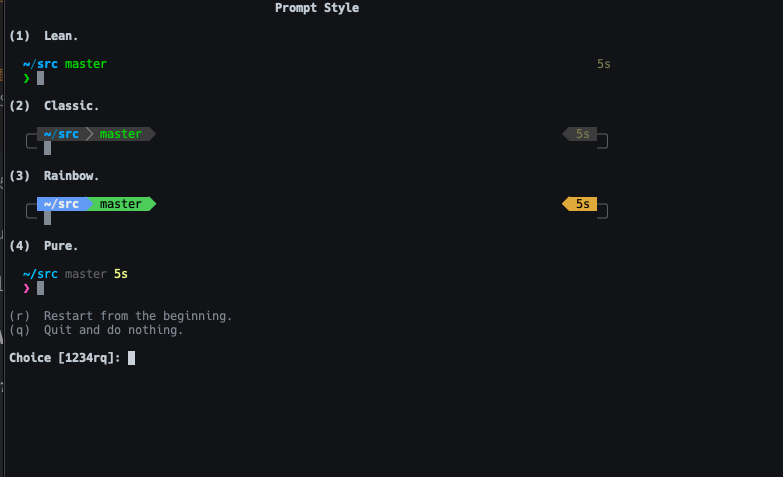 Prompt Style
(1) Lean.
~/src master 5s
❯
(2) Classic.
~/src master 5s
(3) Rainbow.
~/src master 5s
(4) Pure.
~/src master 5s
❯
(r) Restart from the beginning.
(q) Quit and do nothing.
Choice [1234rq]: